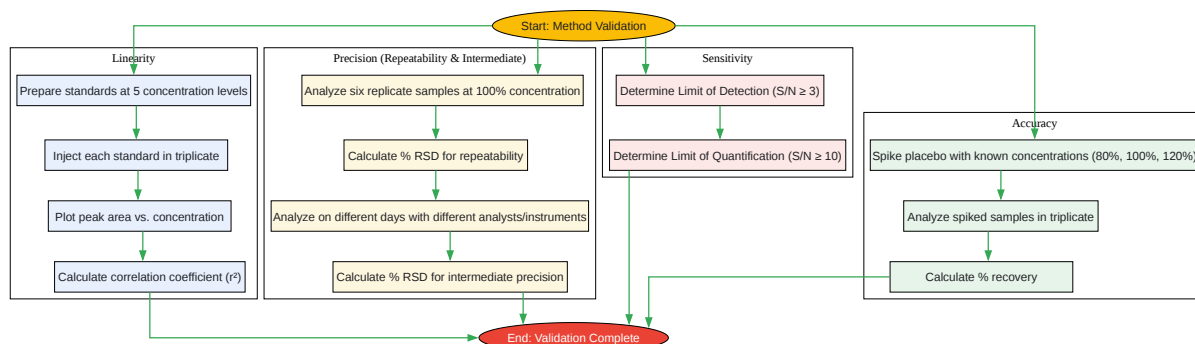 Start: Method Validation
Linearity
Prepare standards at 5 concentration levels
Inject each standard in triplicate
Plot peak area vs. concentration
Calculate correlation coefficient (r²)
Precision (Repeatability & Intermediate)
Analyze six replicate samples at 100% concentration
Calculate % RSD for repeatability
Analyze on different days with different analysts/instruments
Calculate % RSD for intermediate precision
Sensitivity
Determine Limit of Detection (S/N ≥ 3)
Determine Limit of Quantification (S/N ≥ 10)
Accuracy
Spike placebo with known concentrations (80%, 100%, 120%)
Analyze spiked samples in triplicate
Calculate % recovery
End: Validation Complete